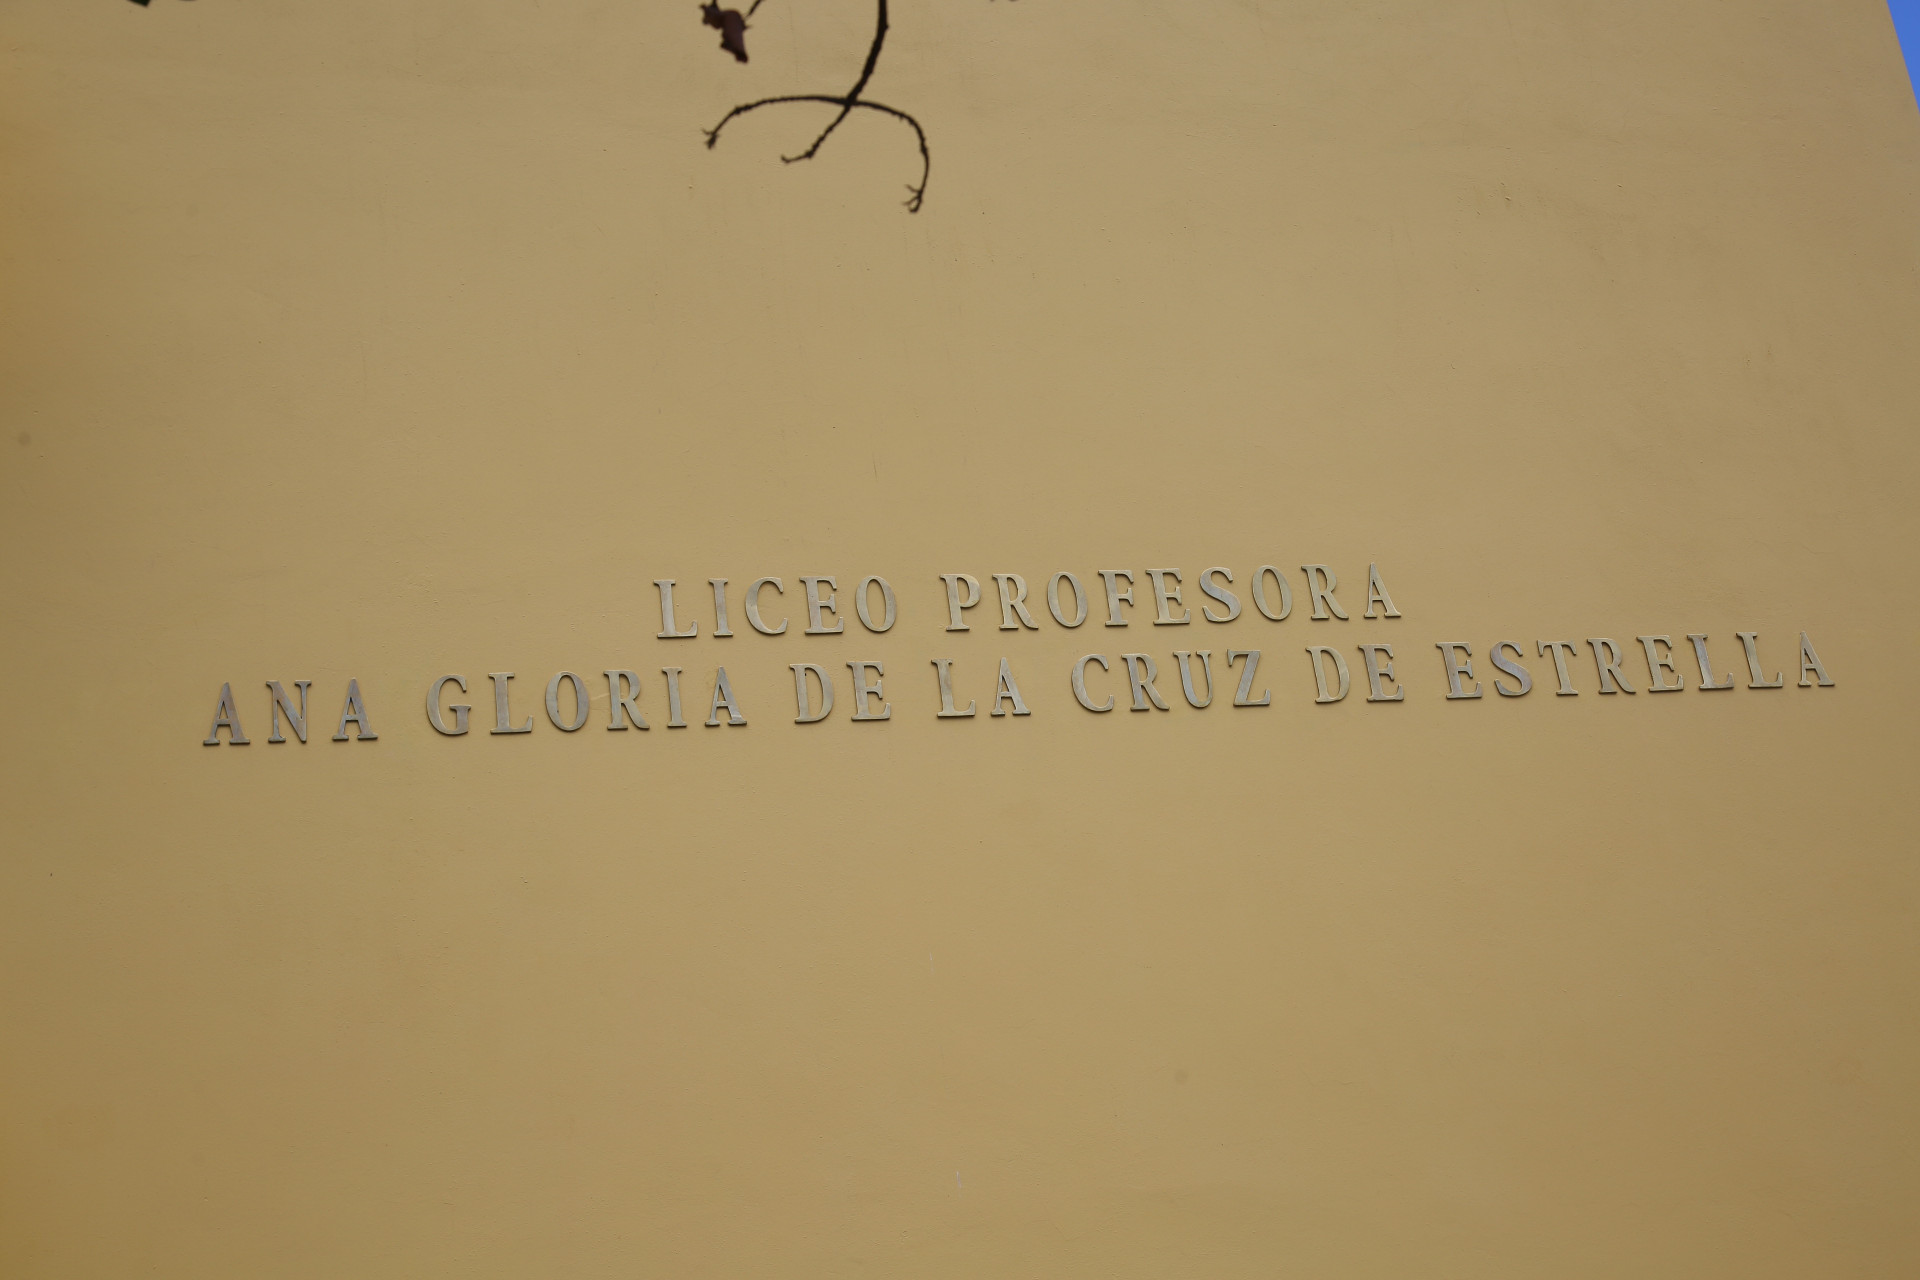 LICEO PROFESORA
ANA GLORIA DE LA CRUZ DE ESTRELLA